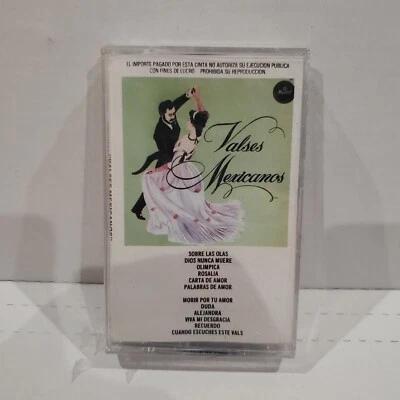 EL IMPORTE PAGADO POR ESTA CINTA NO AUTORIZA SU EJECUCION PUBLICA
CON FINES DE LUCRO PROHIBIDA SU REPRODUCCION
Valses
Mexicanos
SOBRE LAS OLAS
DIOS NUNCA MUERE
OLIMPICA
ROSALIA
CARTA DE AMOR
PALABRAS DE AMOR
MORIR POR TU AMOR
DUDA
ALEJANDRA
VIVA MI DESGRACIA
RECUERDO
CUANDO ESCUCHES ESTE VALS